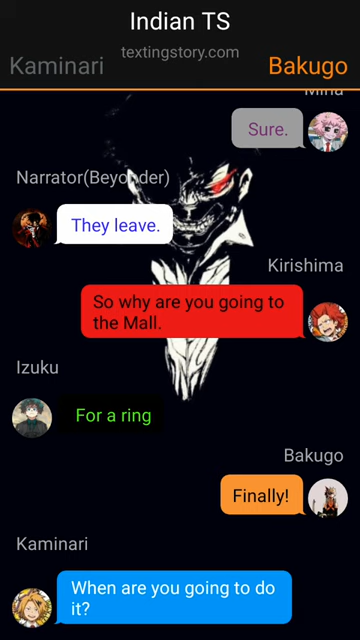 Indian TS
textingstory.com
Kaminari
Bakugo
Mina
Sure.
Narrator(Beyonder)
They leave.
Kirishima
So why are you going to
the Mall.
Izuku
For a ring
Bakugo
Finally!
Kaminari
When are you going to do
it?